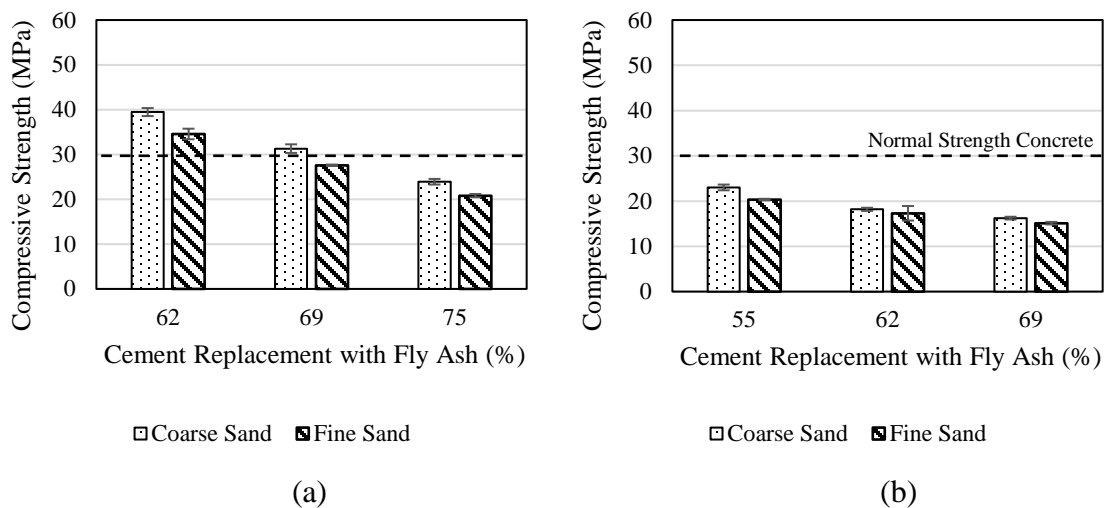 Compressive Strength (MPa)
60
50
40
30
20
10
0
62 69 75
Cement Replacement with Fly Ash (%)
Coarse Sand Fine Sand
(a)
Compressive Strength (MPa)
60
50
40
30
20
10
0
Normal Strength Concrete
55 62 69
Cement Replacement with Fly Ash (%)
Coarse Sand Fine Sand
(b)